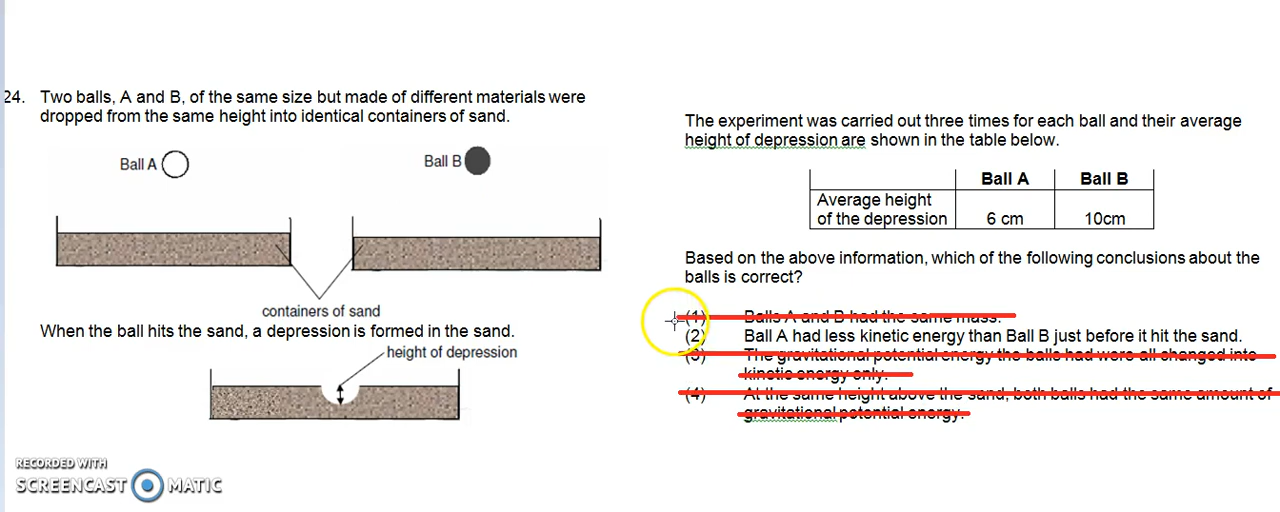 24. Two balls, A and B, of the same size but made of different materials were
dropped from the same height into identical containers of sand.
Ball A
Ball B
containers of sand
When the ball hits the sand, a depression is formed in the sand.
height of depression
The experiment was carried out three times for each ball and their average
height of depression are shown in the table below.
Ball A Ball B
Average height
of the depression 6 cm 10cm
Based on the above information, which of the following conclusions about the
balls is correct?
(1) Balls A and B had the same mass.
(2) Ball A had less kinetic energy than Ball B just before it hit the sand.
(3) The gravitational potential energy the balls had were all changed into
kinetic energy only.
(4) At the same height above the sand, both balls had the same amount of
gravitational potential energy.
RECORDED WITH
SCREENCAST MATIC